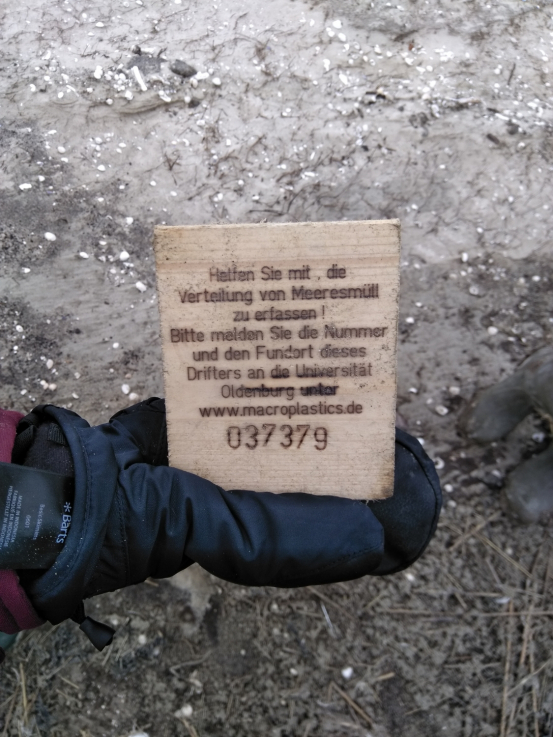 Helfen Sie mit , die
Verteilung von Meeresmüll
zu erfassen !
Bitte melden Sie die Nummer
und den Fundort dieses
Drifters an die Universität
Oldenburg unter
www.macroplastics.de
037379
Barts